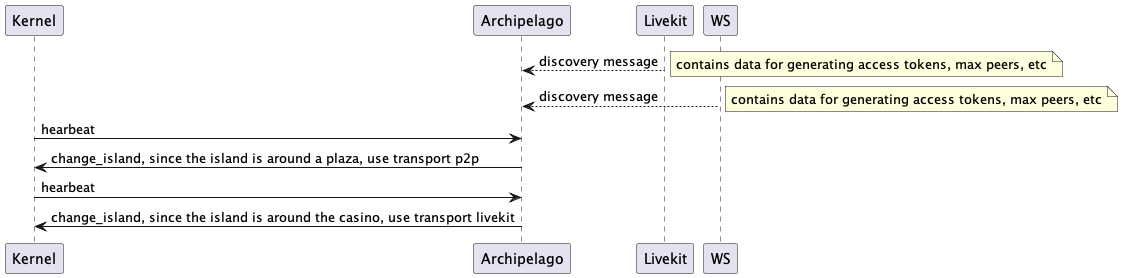 Kernel
Archipelago
Livekit
WS
discovery message
contains data for generating access tokens, max peers, etc
discovery message
contains data for generating access tokens, max peers, etc
hearbeat
change_island, since the island is around a plaza, use transport p2p
hearbeat
change_island, since the island is around the casino, use transport livekit
Kernel
Archipelago
Livekit
WS